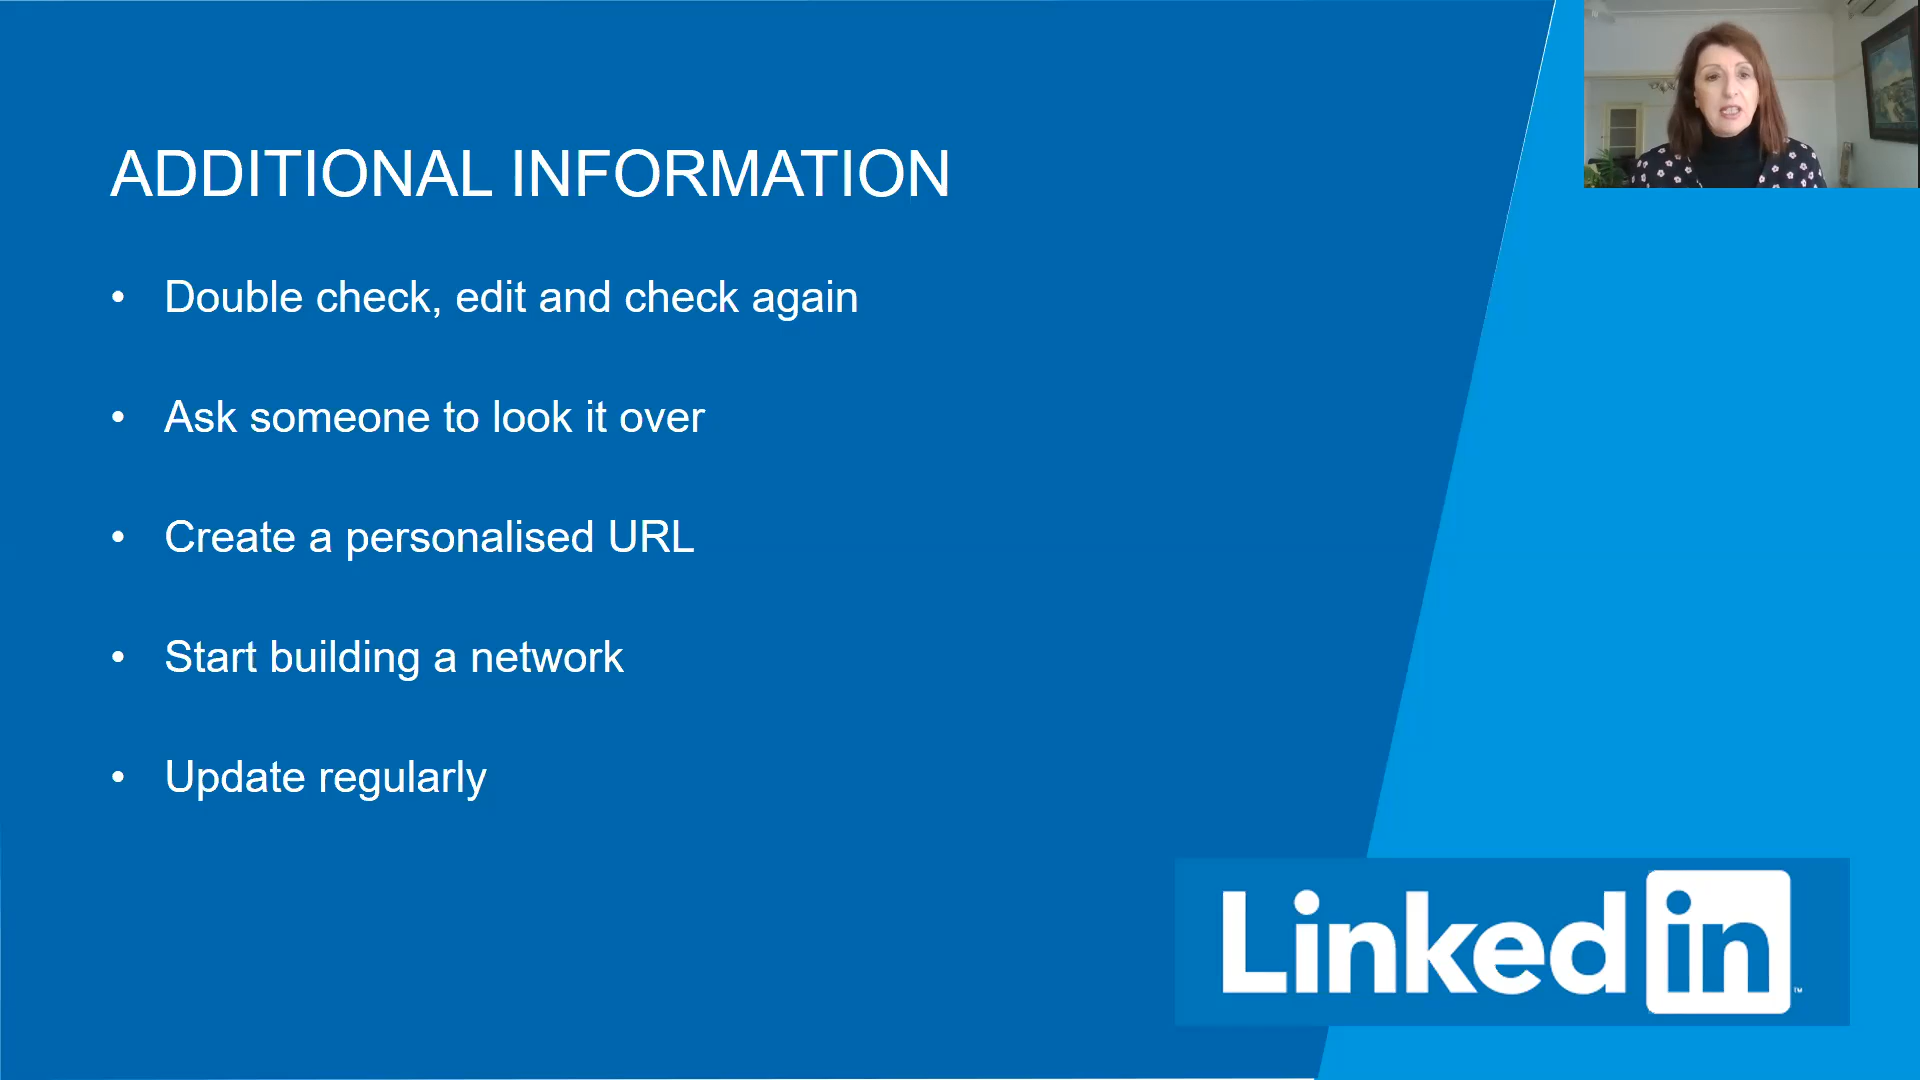 ADDITIONAL INFORMATION
• Double check, edit and check again
• Ask someone to look it over
• Create a personalised URL
• Start building a network
• Update regularly
Linked in ™